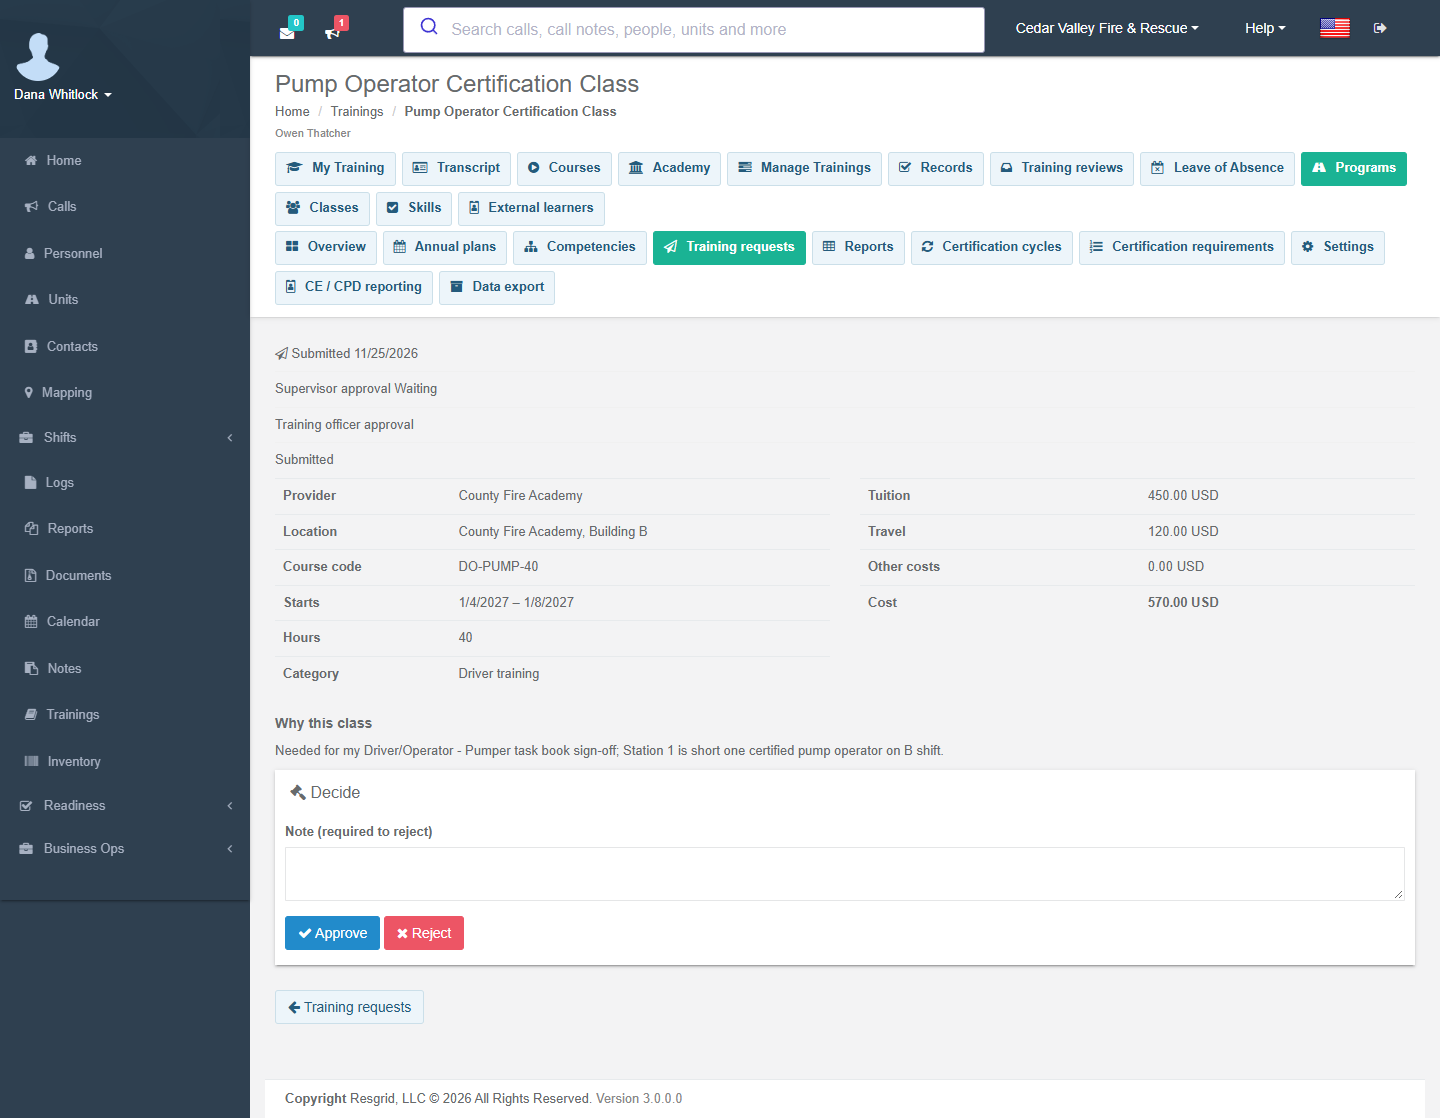 0
1
Search calls, call notes, people, units and more
Cedar Valley Fire & Rescue
Help
Dana Whitlock
Home
Calls
Personnel
Units
Contacts
Mapping
Shifts
Logs
Reports
Documents
Calendar
Notes
Trainings
Inventory
Readiness
Business Ops
Pump Operator Certification Class
Home / Trainings / Pump Operator Certification Class
Owen Thatcher
My Training Transcript Courses Academy Manage Trainings Records Training reviews Leave of Absence Programs
Classes Skills External learners
Overview Annual plans Competencies Training requests Reports Certification cycles Certification requirements Settings
CE / CPD reporting Data export
Submitted 11/25/2026
Supervisor approval Waiting
Training officer approval
Submitted
Provider County Fire Academy
Location County Fire Academy, Building B
Course code DO-PUMP-40
Starts 1/4/2027 – 1/8/2027
Hours 40
Category Driver training
Tuition 450.00 USD
Travel 120.00 USD
Other costs 0.00 USD
Cost 570.00 USD
Why this class
Needed for my Driver/Operator - Pumper task book sign-off; Station 1 is short one certified pump operator on B shift.
Decide
Note (required to reject)
Approve Reject
Training requests
Copyright Resgrid, LLC © 2026 All Rights Reserved. Version 3.0.0.0